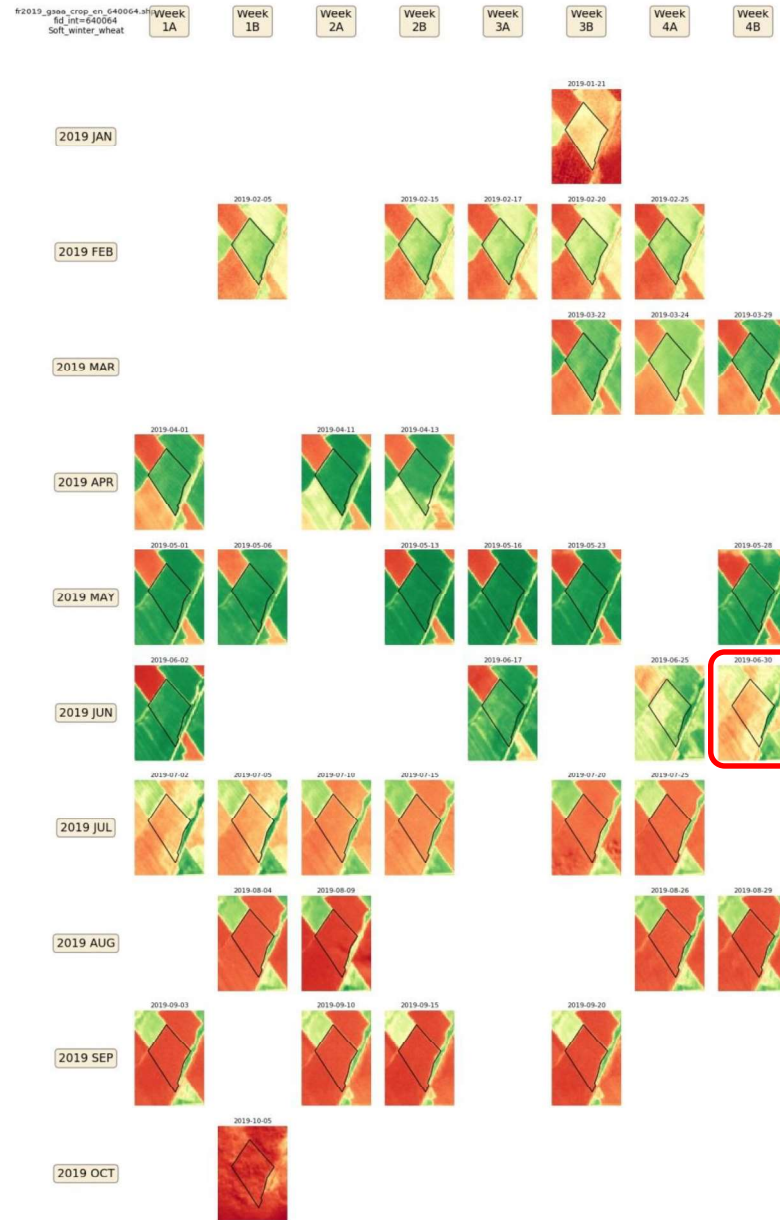 fr2019_gsaa_crop_en_640064.sh
fid_int=640064
Soft_winter_wheat
Week 1A
Week 1B
Week 2A
Week 2B
Week 3A
Week 3B
Week 4A
Week 4B
2019-01-21
2019 JAN
2019-02-05
2019-02-15
2019-02-17
2019-02-20
2019-02-25
2019 FEB
2019-03-22
2019-03-24
2019-03-29
2019 MAR
2019-04-01
2019-04-11
2019-04-13
2019 APR
2019-05-01
2019-05-06
2019-05-13
2019-05-16
2019-05-23
2019-05-28
2019 MAY
2019-06-02
2019-06-17
2019-06-25
2019-06-30
2019 JUN
2019-07-02
2019-07-05
2019-07-10
2019-07-15
2019-07-20
2019-07-25
2019 JUL
2019-08-04
2019-08-09
2019-08-26
2019-08-29
2019 AUG
2019-09-03
2019-09-10
2019-09-15
2019-09-20
2019 SEP
2019-10-05
2019 OCT